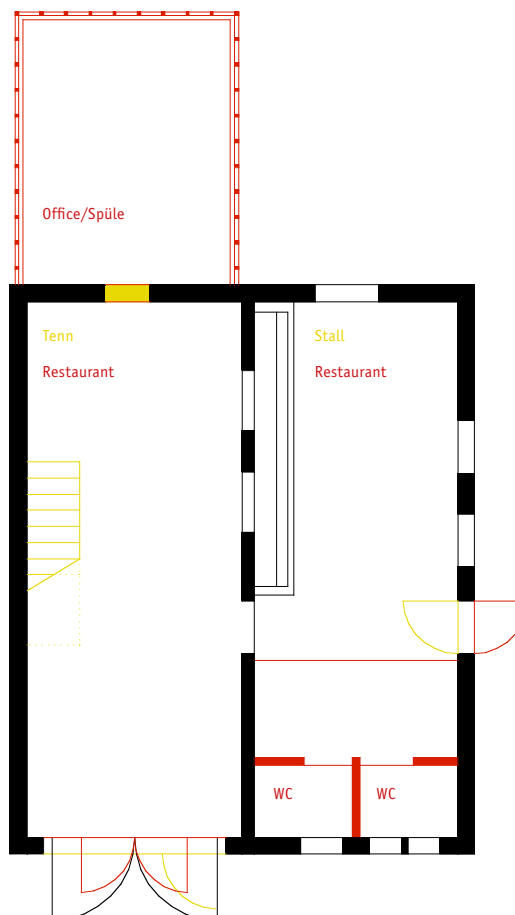 Office/Spüle
Tenn
Restaurant
Stall
Restaurant
WC
WC